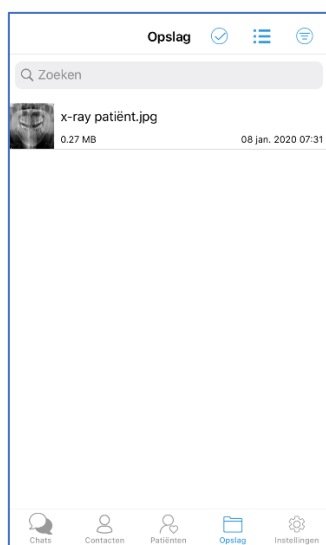 Opslag
Zoeken
x-ray patiënt.jpg
0.27 MB 08 jan. 2020 07:31
Chats Contacten Patiënten Opslag Instellingen